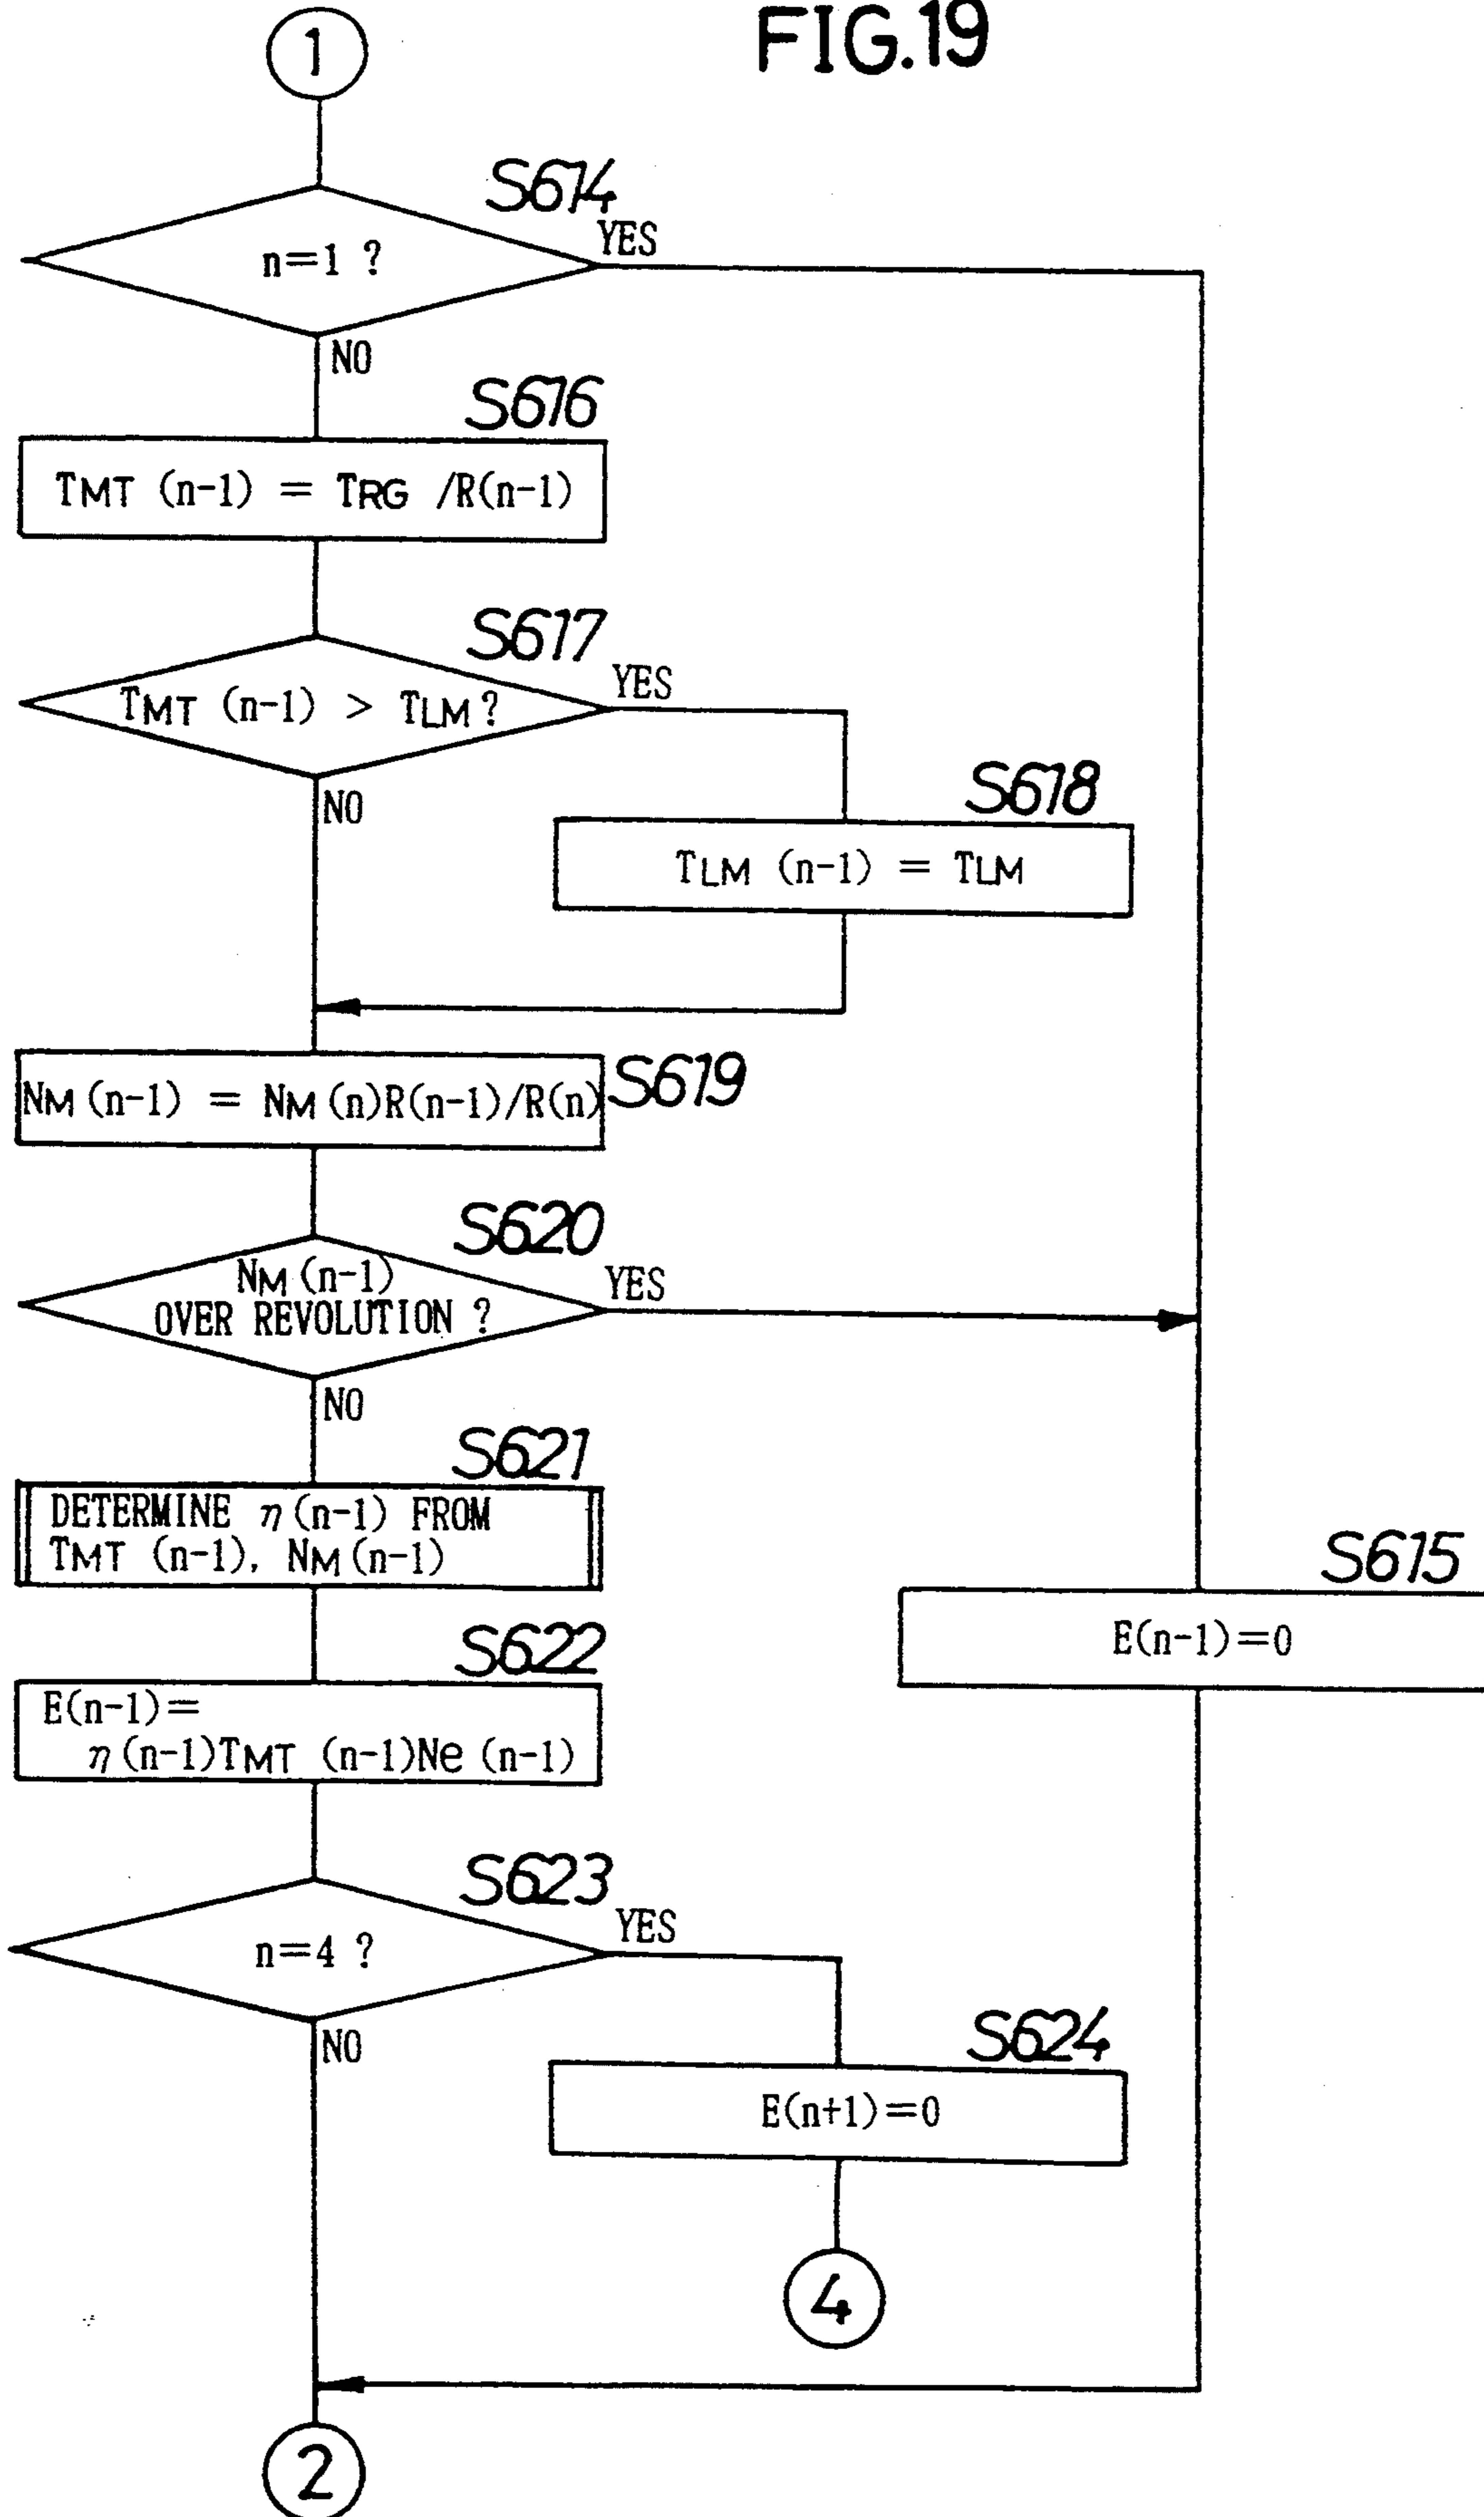 FIG.19
1
S614
n=1 ?
YES
NO
S616
TMT (n-1) = TRG /R(n-1)
S617
TMT (n-1) > TLM ?
YES
NO
S618
TLM (n-1) = TLM
NM (n-1) = NM (n)R(n-1)/R(n)
S619
S620
NM (n-1)
OVER REVOLUTION ?
YES
NO
S621
DETERMINE η(n-1) FROM
TMT (n-1), NM(n-1)
S615
E(n-1)=0
S622
E(n-1)=
η(n-1)TMT (n-1)Ne (n-1)
S623
n=4 ?
YES
NO
S624
E(n+1)=0
4
2